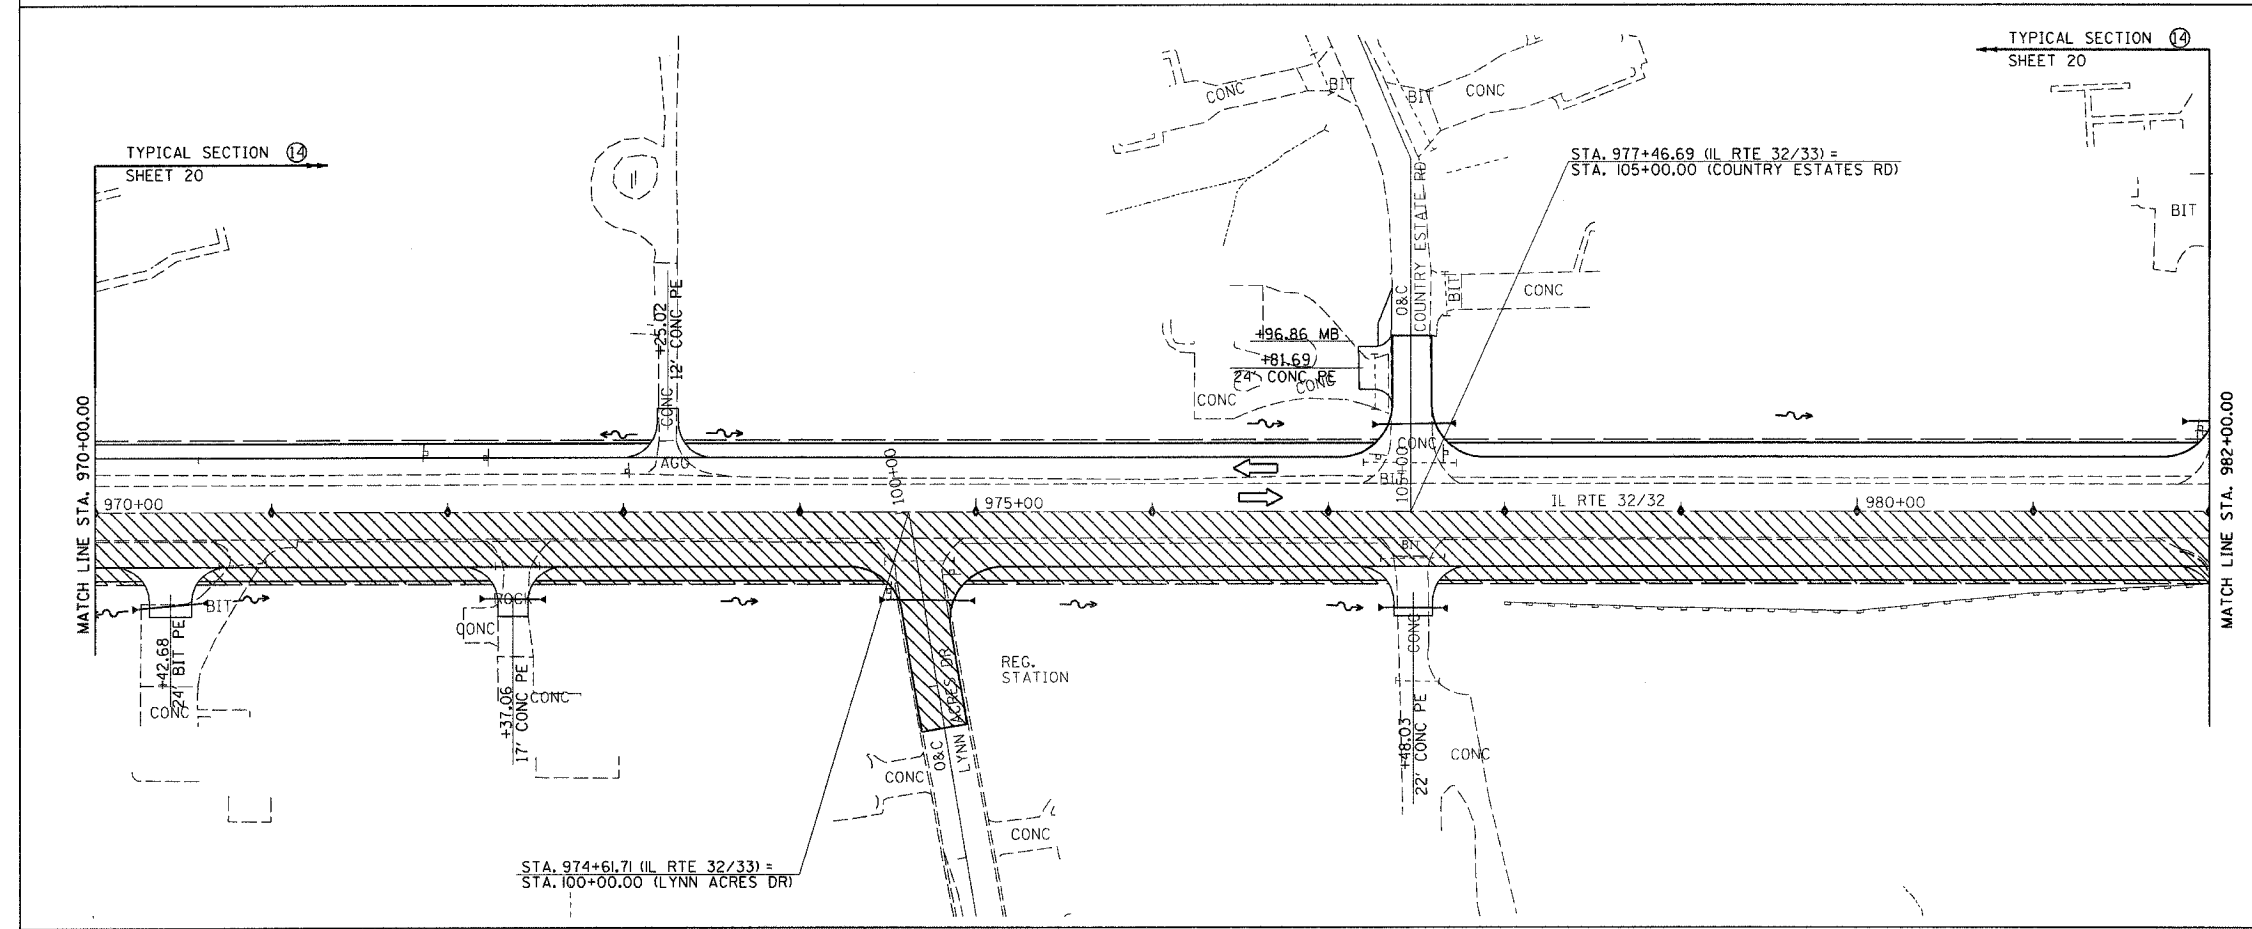 TYPICAL SECTION 14
SHEET 20
TYPICAL SECTION 14
SHEET 20
CONC
BIT
BIT
CONC
STA. 977+46.69 (IL RTE 32/33) =
STA. 105+00.00 (COUNTRY ESTATES RD)
BIT
COUNTRY ESTATE RD
O&C
BIT
CONC
+25.02
12' CONC PE
CONC
+96.86 MB
+81.69
24' CONC PE
CONC
CONC
CONC
AGG
BIT
MATCH LINE STA. 970+00.00
MATCH LINE STA. 982+00.00
970+00
100+00
975+00
105+00
IL RTE 32/32
980+00
BIT
BIT
ROCK
CONC
CONC
+42.68
24' BIT PE
CONC
+37.06
17' CONC PE
CONC
REG.
STATION
O&C
LYNN ACRES DR
CONC
CONC
+48.03
22' CONC PE
CONC
STA. 974+61.71 (IL RTE 32/33) =
STA. 100+00.00 (LYNN ACRES DR)